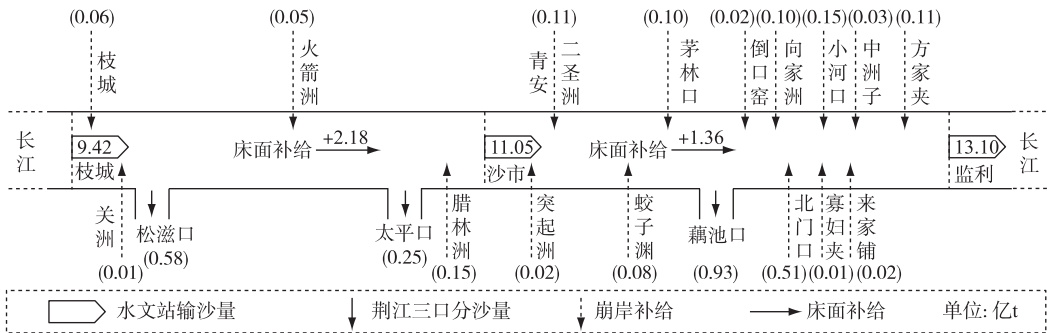 (0.06) (0.05) (0.11) (0.10) (0.02) (0.10) (0.15) (0.03) (0.11)
枝城
火箭洲
青安二圣洲
茅林口
倒口窑
向家洲
小河口
中洲子
方家夹
长江
9.42
枝城
床面补给 +2.18
11.05
沙市
床面补给 +1.36
13.10
监利
长江
关洲
松滋口
太平口
腊林洲
突起洲
蛟子渊
藕池口
北门口
寡妇夹
来家铺
(0.01) (0.58) (0.25) (0.15) (0.02) (0.08) (0.93) (0.51) (0.01) (0.02)
水文站输沙量 荆江三口分沙量 崩岸补给 床面补给 单位: 亿t